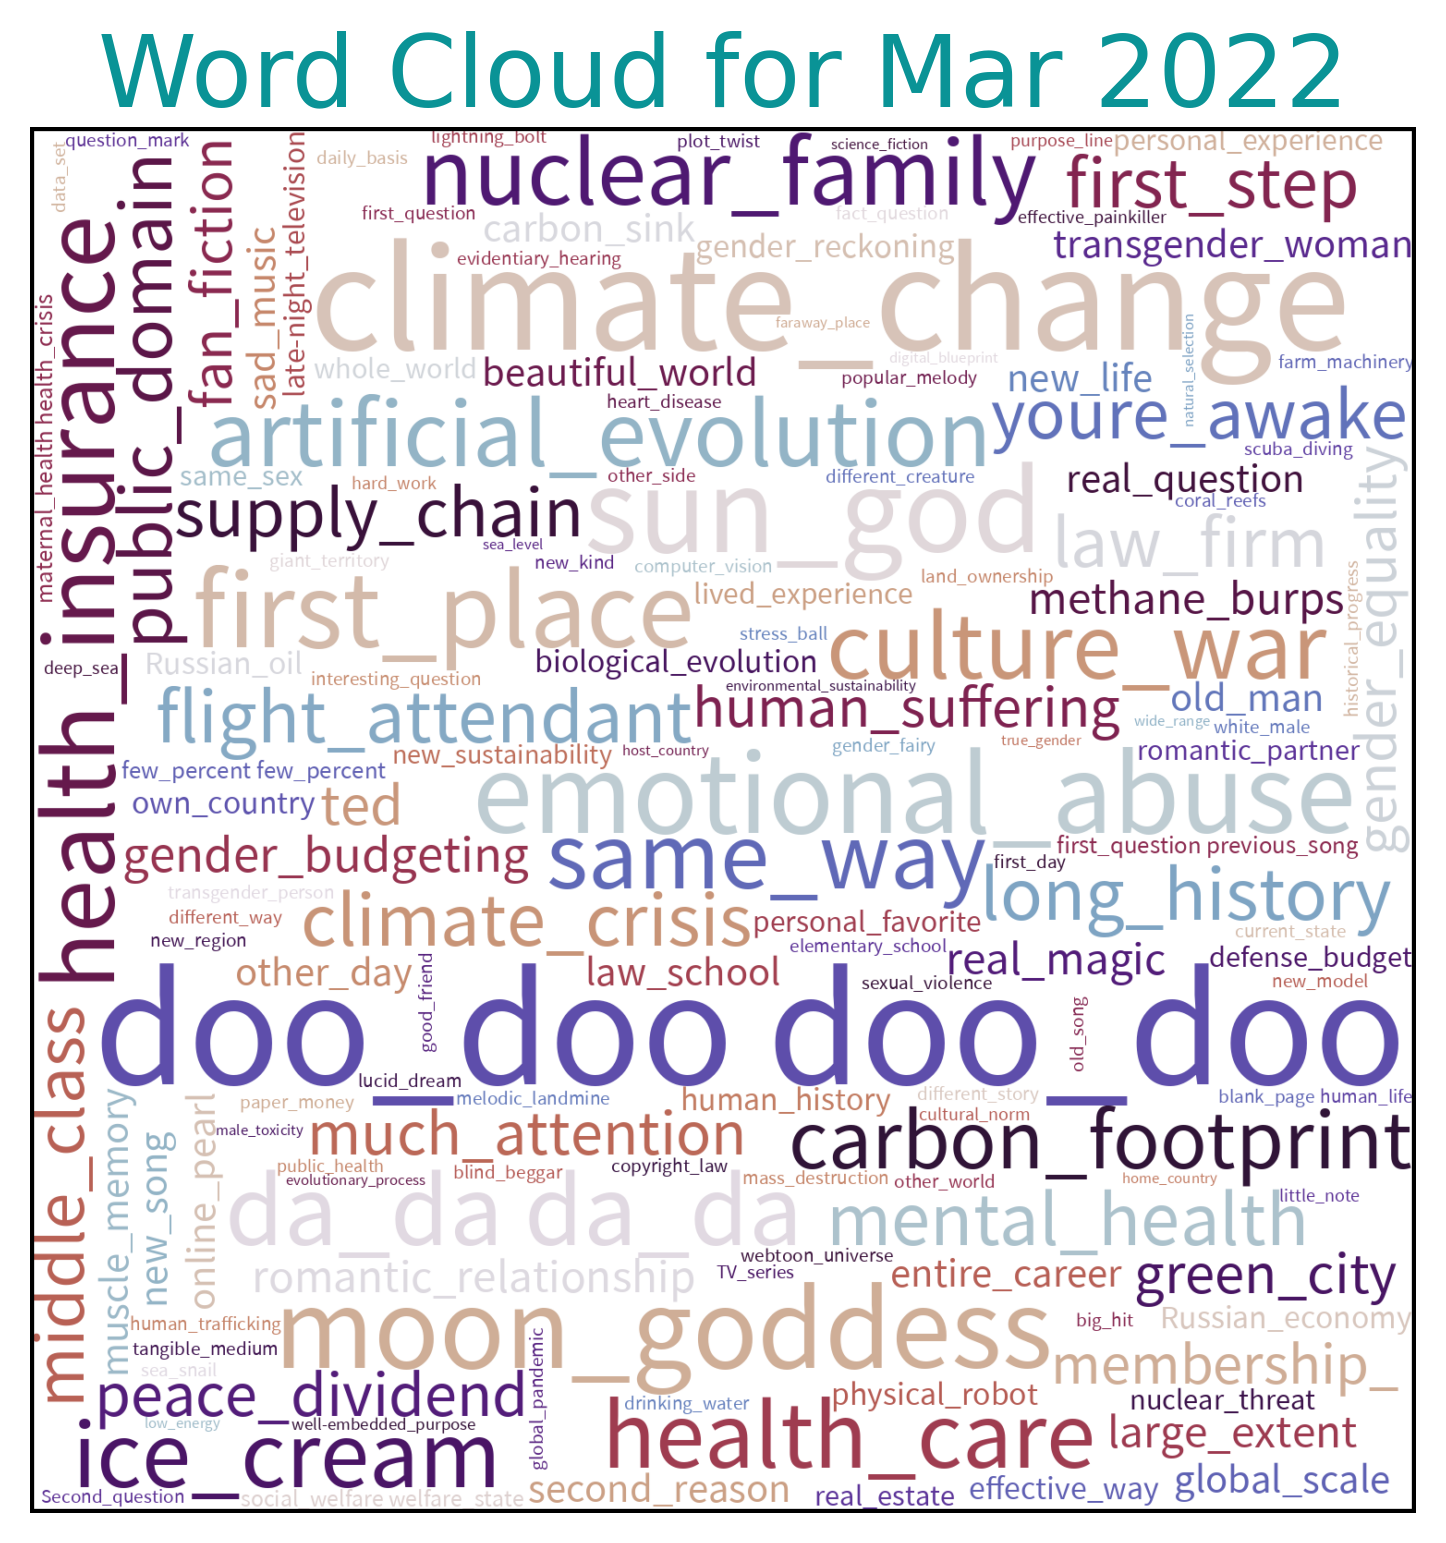 Word Cloud for Mar 2022
question_mark
lightning_bolt
plot_twist
science_fiction
purpose_line
personal_experience
data_set
public_domain
fan_fiction
late-night_television
daily_basis
nuclear_family
first_step
first_question
carbon_sink
fact_question
effective_painkiller
sad_music
evidentiary_hearing
gender_reckoning
transgender_woman
health_insurance
climate_change
maternal_health health_crisis
faraway_place
digital_blueprint
natural_selection
farm_machinery
whole_world
beautiful_world
popular_melody
new_life
heart_disease
artificial_evolution
youre_awake
scuba_diving
same_sex
hard_work
other_side
different_creature
real_question
coral_reefs
supply_chain
sun_god
law_firm
gender_equality
sea_level
giant_territory
new_kind
computer_vision
land_ownership
historical_progress
first_place
lived_experience
methane_burps
stress_ball
culture_war
deep_sea
Russian_oil
biological_evolution
interesting_question
environmental_sustainability
old_man
flight_attendant
human_suffering
wide_range
white_male
new_sustainability
host_country
gender_fairy
true_gender
romantic_partner
few_percent few_percent
emotional_abuse
own_country
ted
gender_budgeting
same_way
first_question previous_song
first_day
transgender_person
long_history
different_way
climate_crisis
personal_favorite
current_state
new_region
elementary_school
real_magic
defense_budget
other_day
good_friend
law_school
sexual_violence
new_model
doo_doo doo_doo
old_song
middle_class
lucid_dream
muscle_memory
online_pearl
paper_money
melodic_landmine
human_history
different_story
blank_page human_life
cultural_norm
male_toxicity
new_song
much_attention
carbon_footprint
public_health
evolutionary_process
blind_beggar
copyright_law
mass_destruction
other_world
home_country
little_note
da_da da_da
mental_health
webtoon_universe
TV_series
romantic_relationship
entire_career
green_city
human_trafficking
moon_goddess
big_hit
Russian_economy
tangible_medium
global_pandemic
sea_snail
membership_
peace_dividend
drinking_water
physical_robot
nuclear_threat
low_energy
well-embedded_purpose
ice_cream
health_care
large_extent
Second_question
social_welfare welfare_state
second_reason
real_estate
effective_way
global_scale